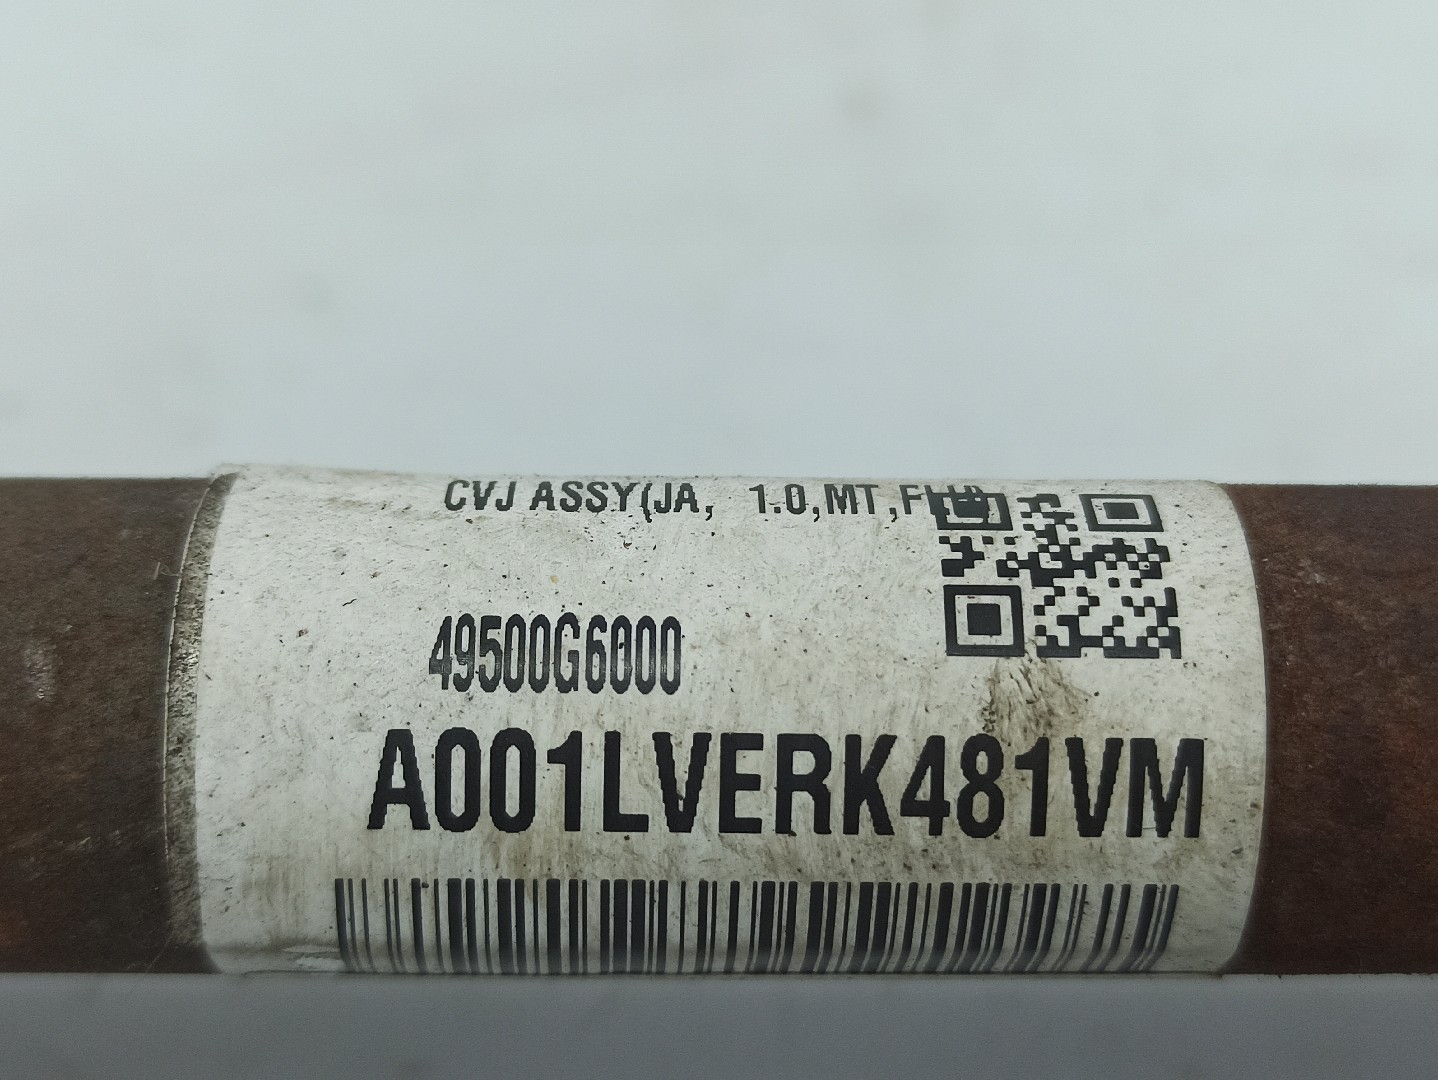 CVJ ASSY(JA, 1.0,MT,
49500G6000
A001LVERK481VM